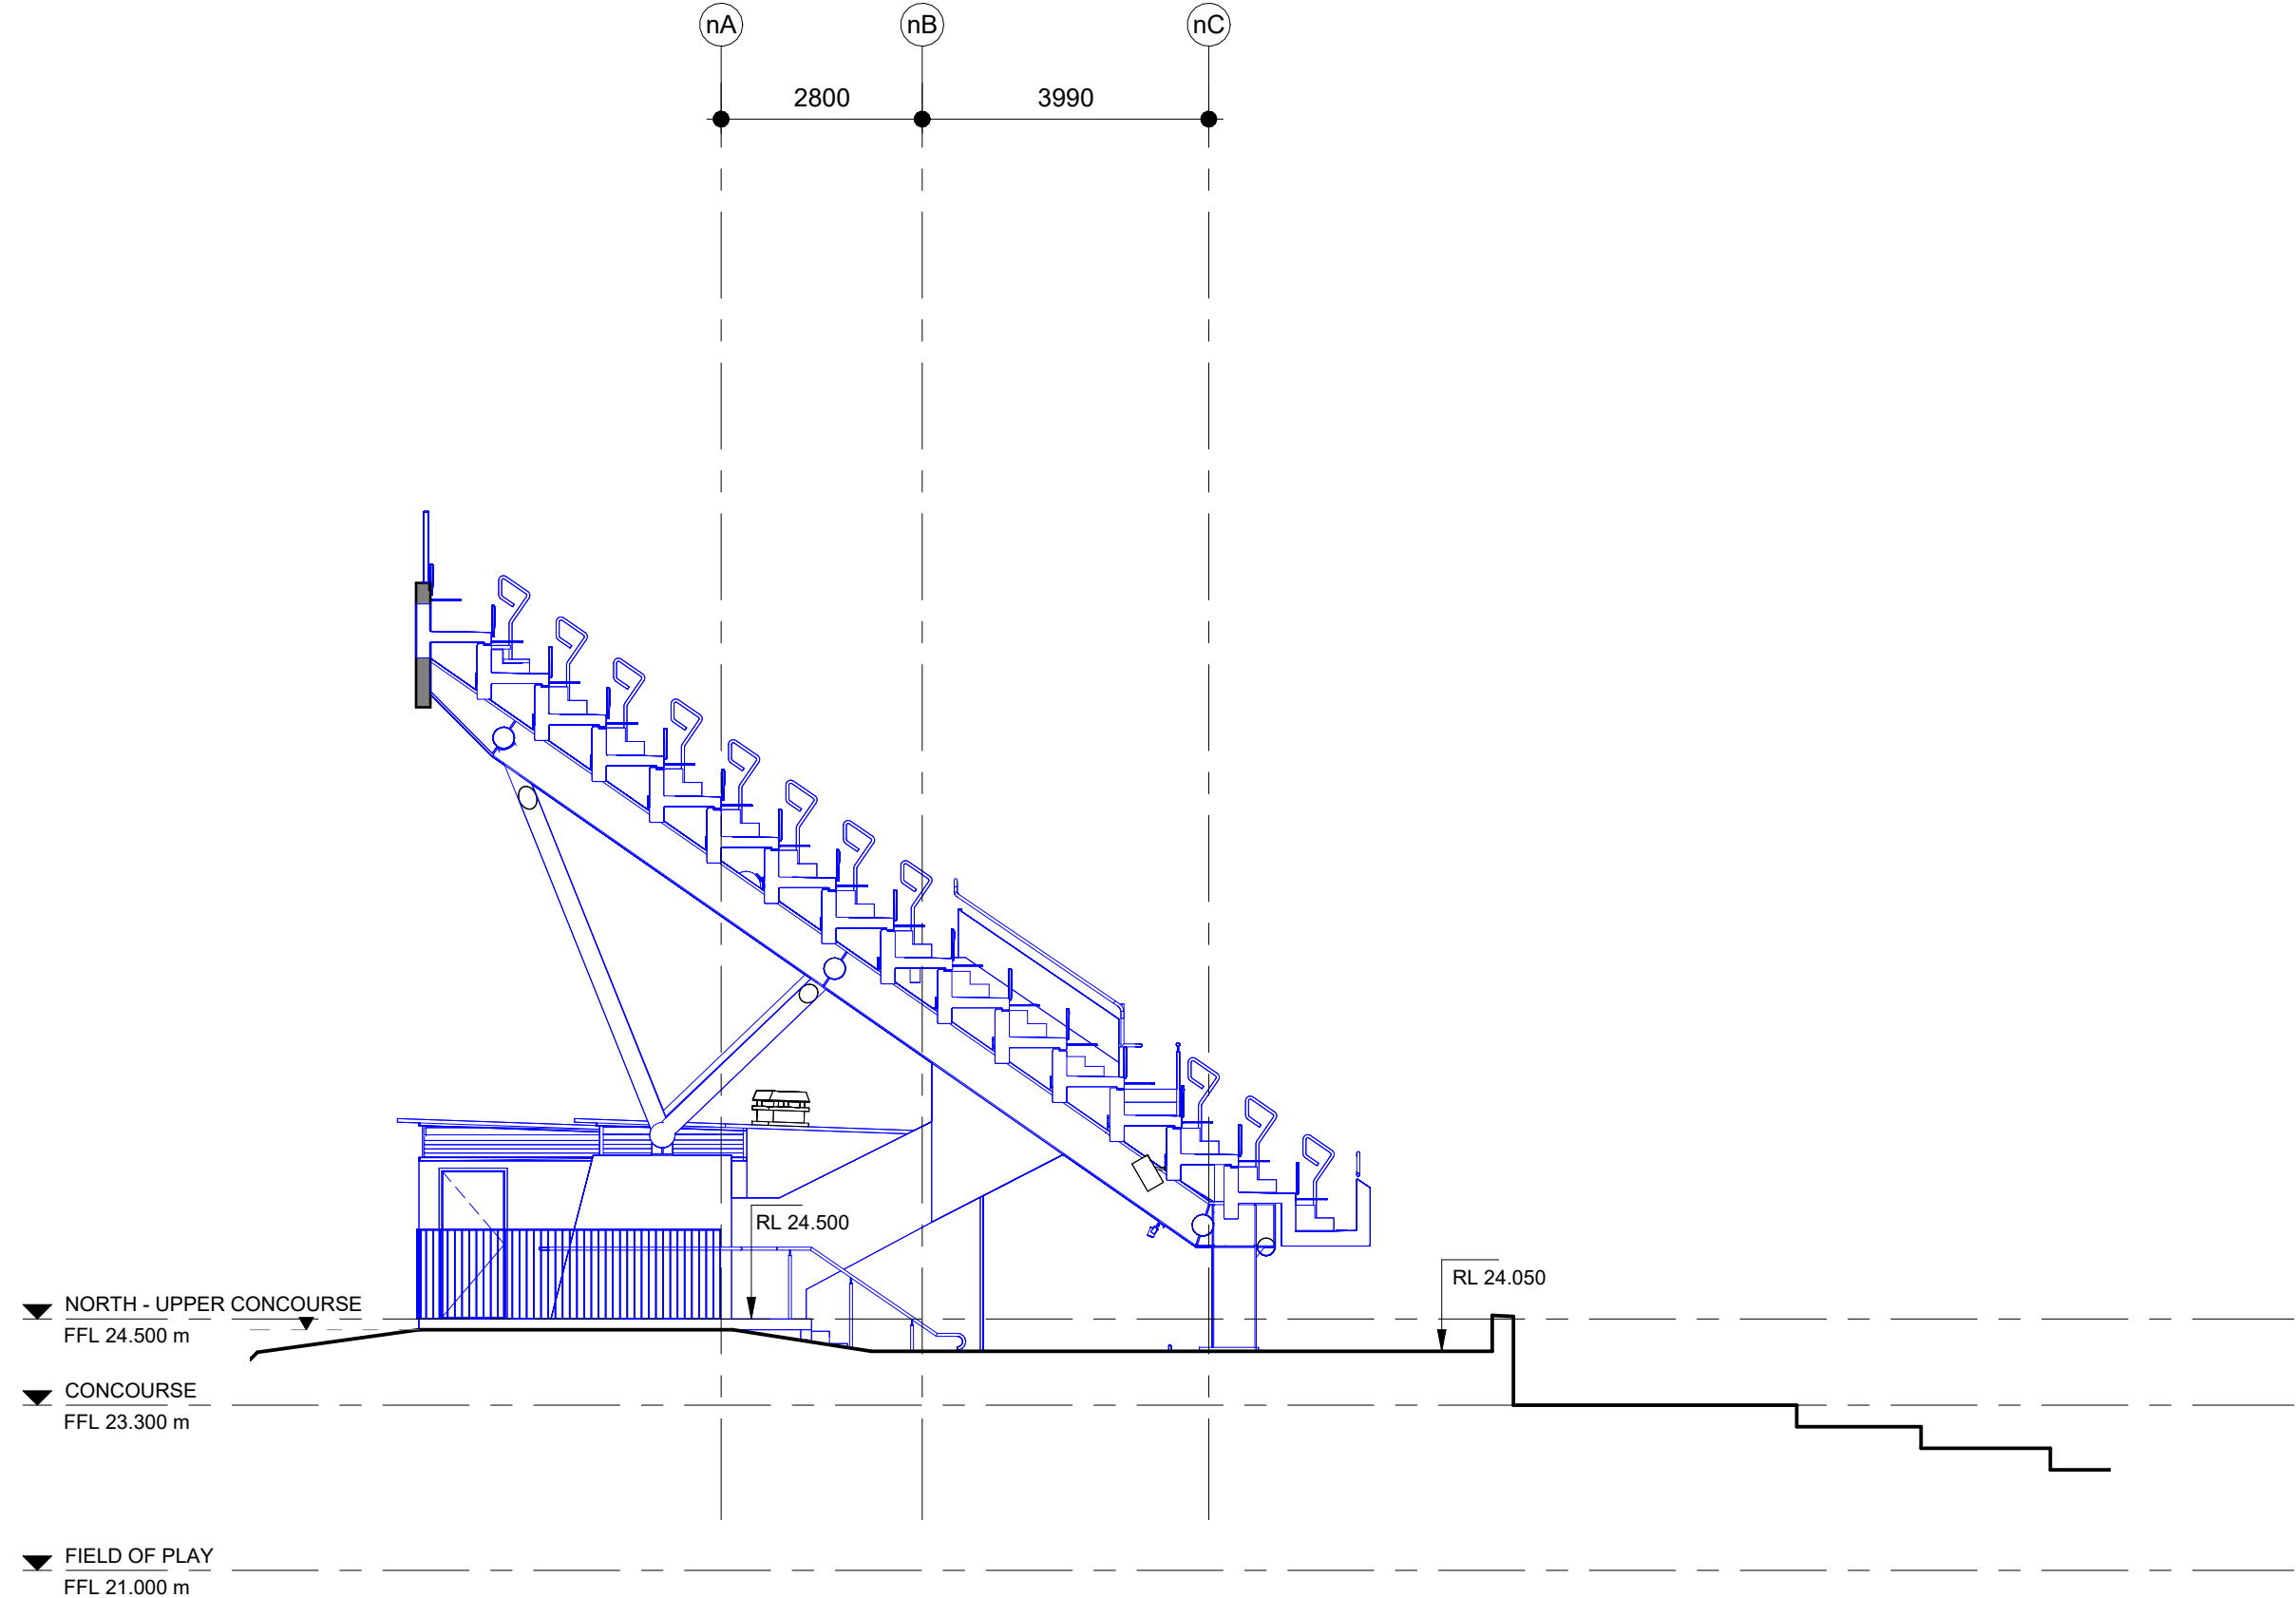 nA
nB
nC
2800
3990
RL 24.500
RL 24.050
NORTH - UPPER CONCOURSE
FFL 24.500 m
CONCOURSE
FFL 23.300 m
FIELD OF PLAY
FFL 21.000 m